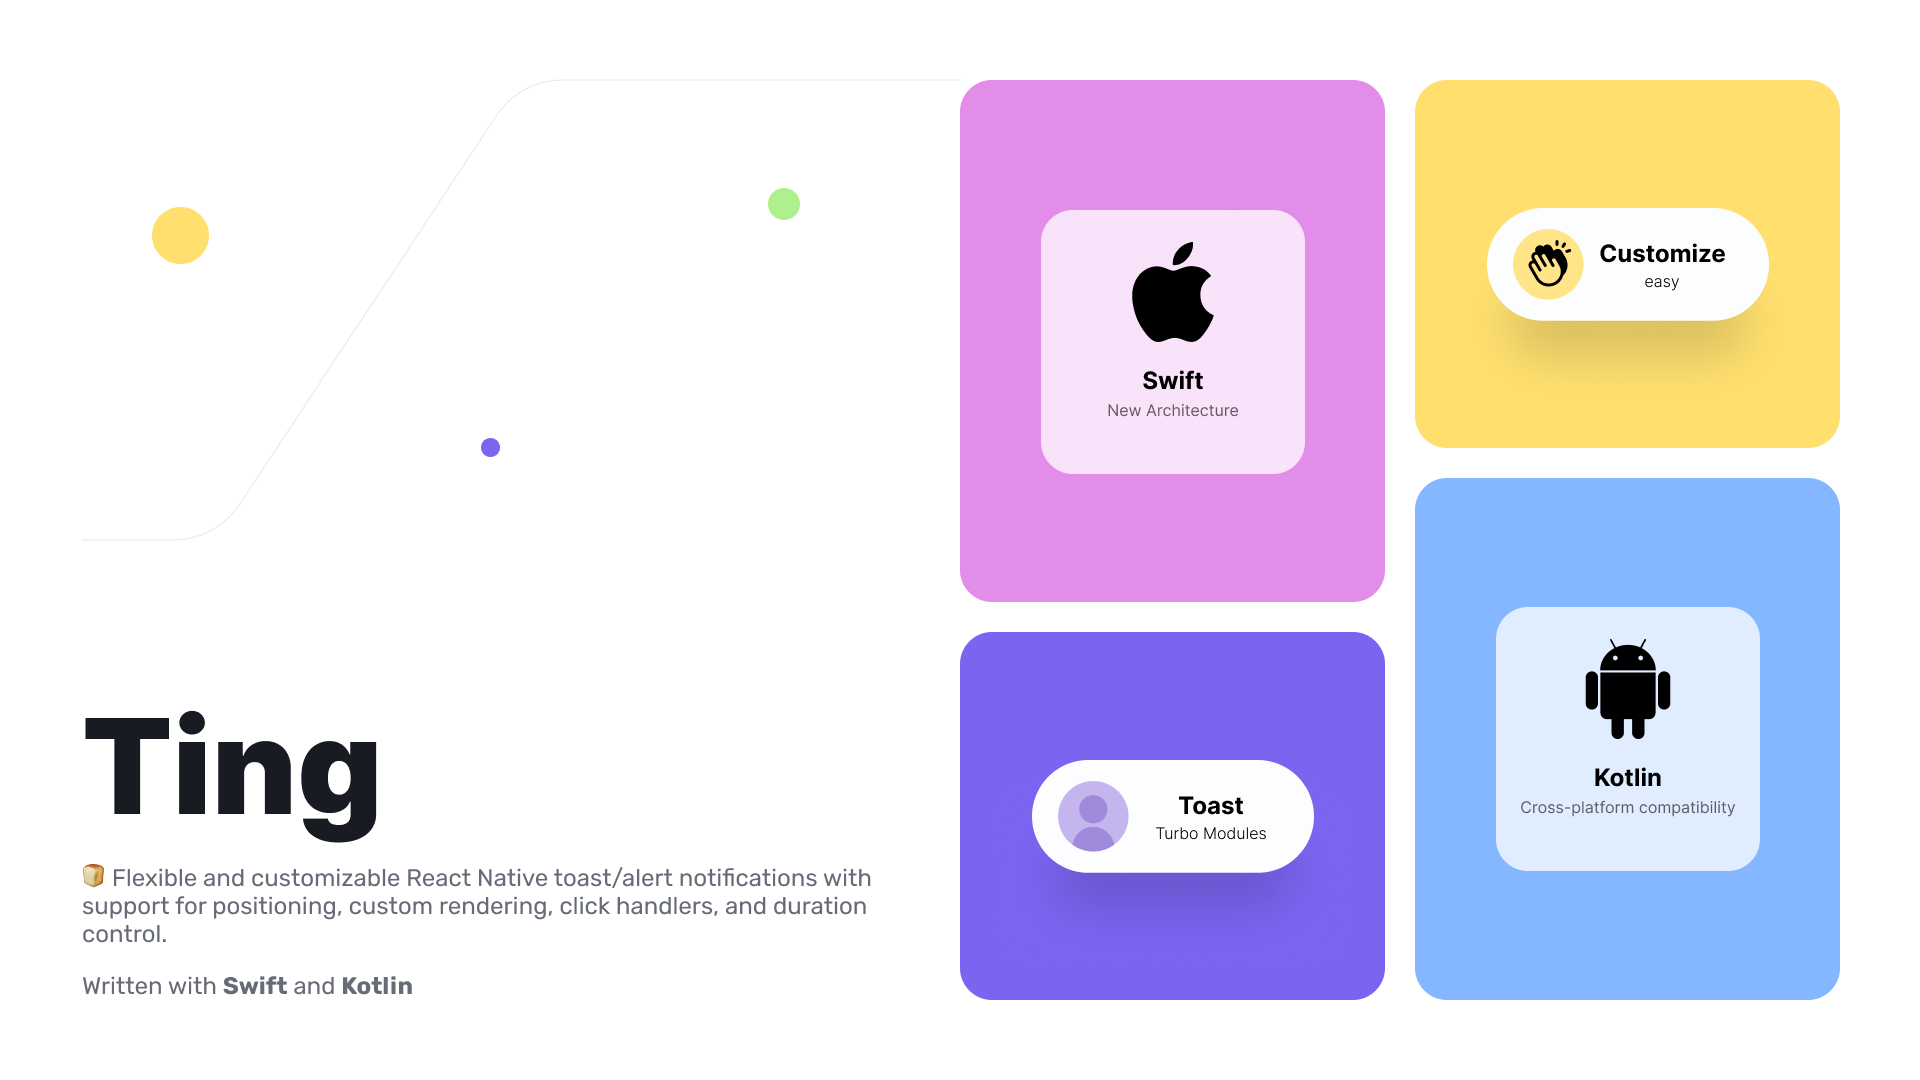 Ting
🍞 Flexible and customizable React Native toast/alert notifications with
support for positioning, custom rendering, click handlers, and duration
control.
Written with Swift and Kotlin
Swift
New Architecture
Customize
easy
Toast
Turbo Modules
Kotlin
Cross-platform compatibility